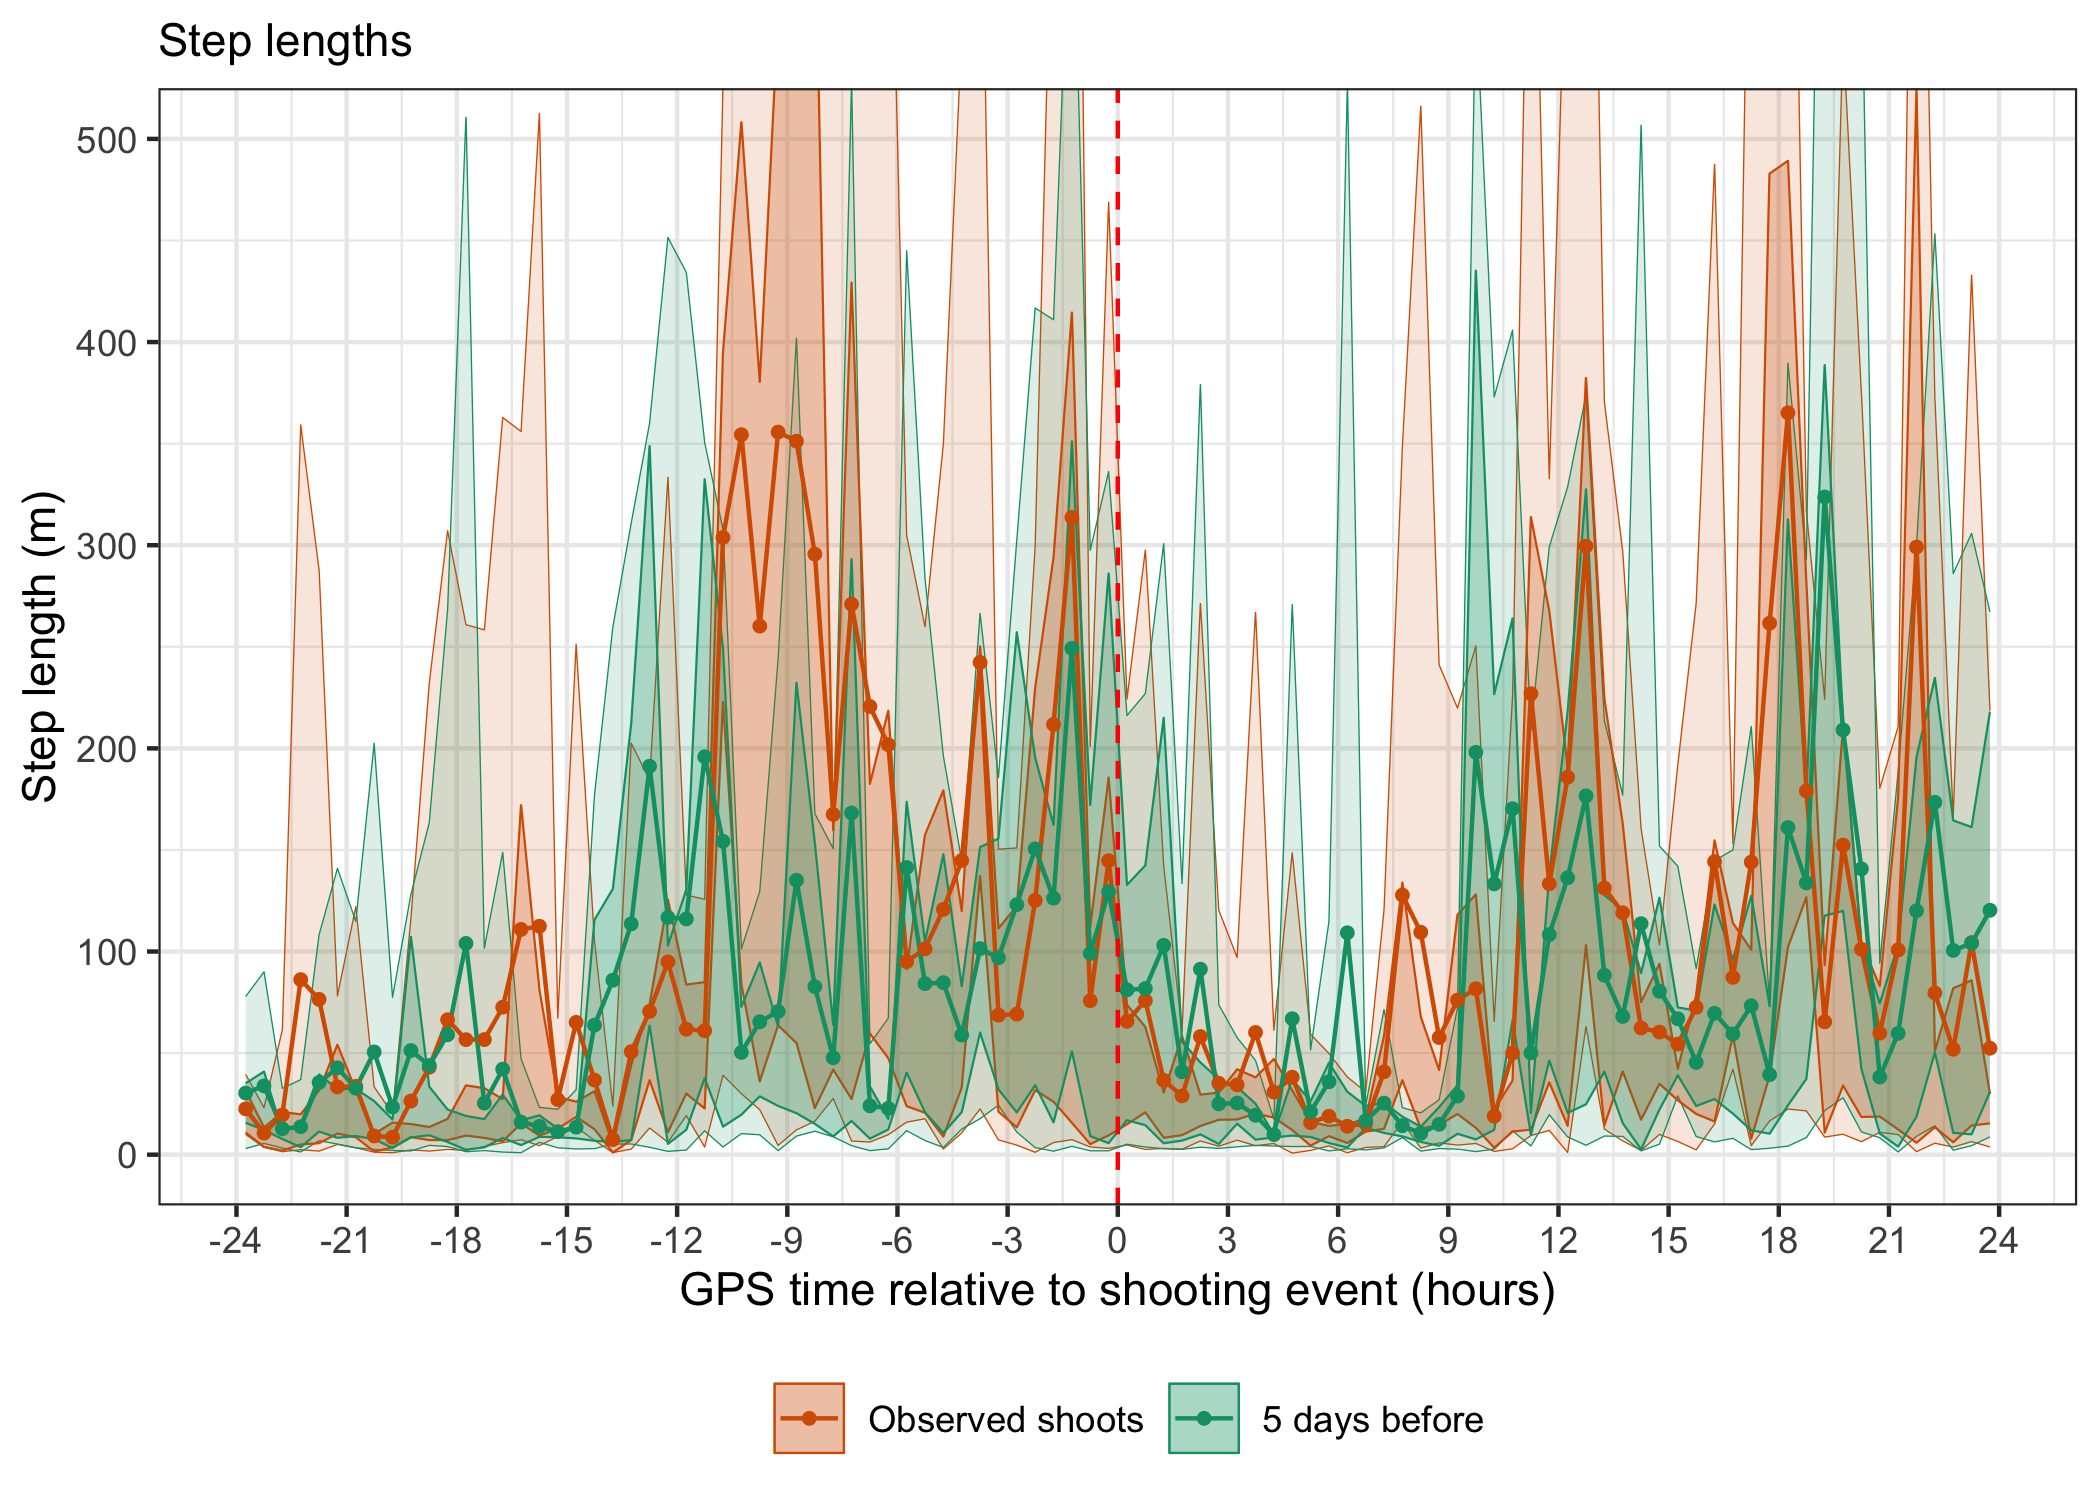 Step lengths
500
400
300
200
100
0
Step length (m)
-24 -21 -18 -15 -12 -9 -6 -3 0 3 6 9 12 15 18 21 24
GPS time relative to shooting event (hours)
Observed shoots 5 days before